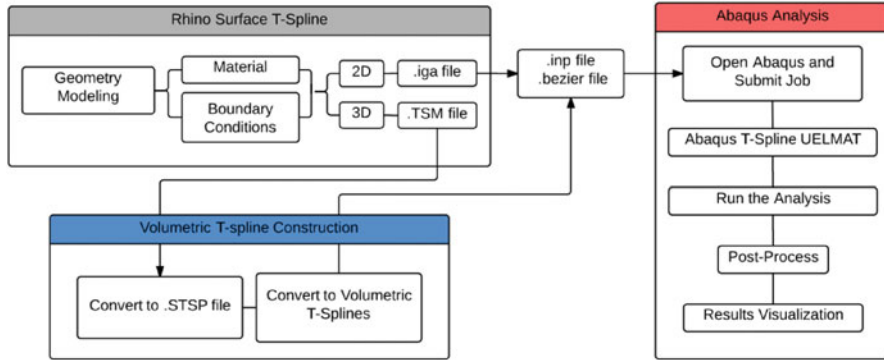 Rhino Surface T-Spline
Geometry
Modeling
Material
Boundary
Conditions
2D
.iga file
3D
.TSM file
.inp file
.bezier file
Volumetric T-spline Construction
Convert to .STSP file
Convert to Volumetric
T-Splines
Abaqus Analysis
Open Abaqus and
Submit Job
Abaqus T-Spline UELMAT
Run the Analysis
Post-Process
Results Visualization